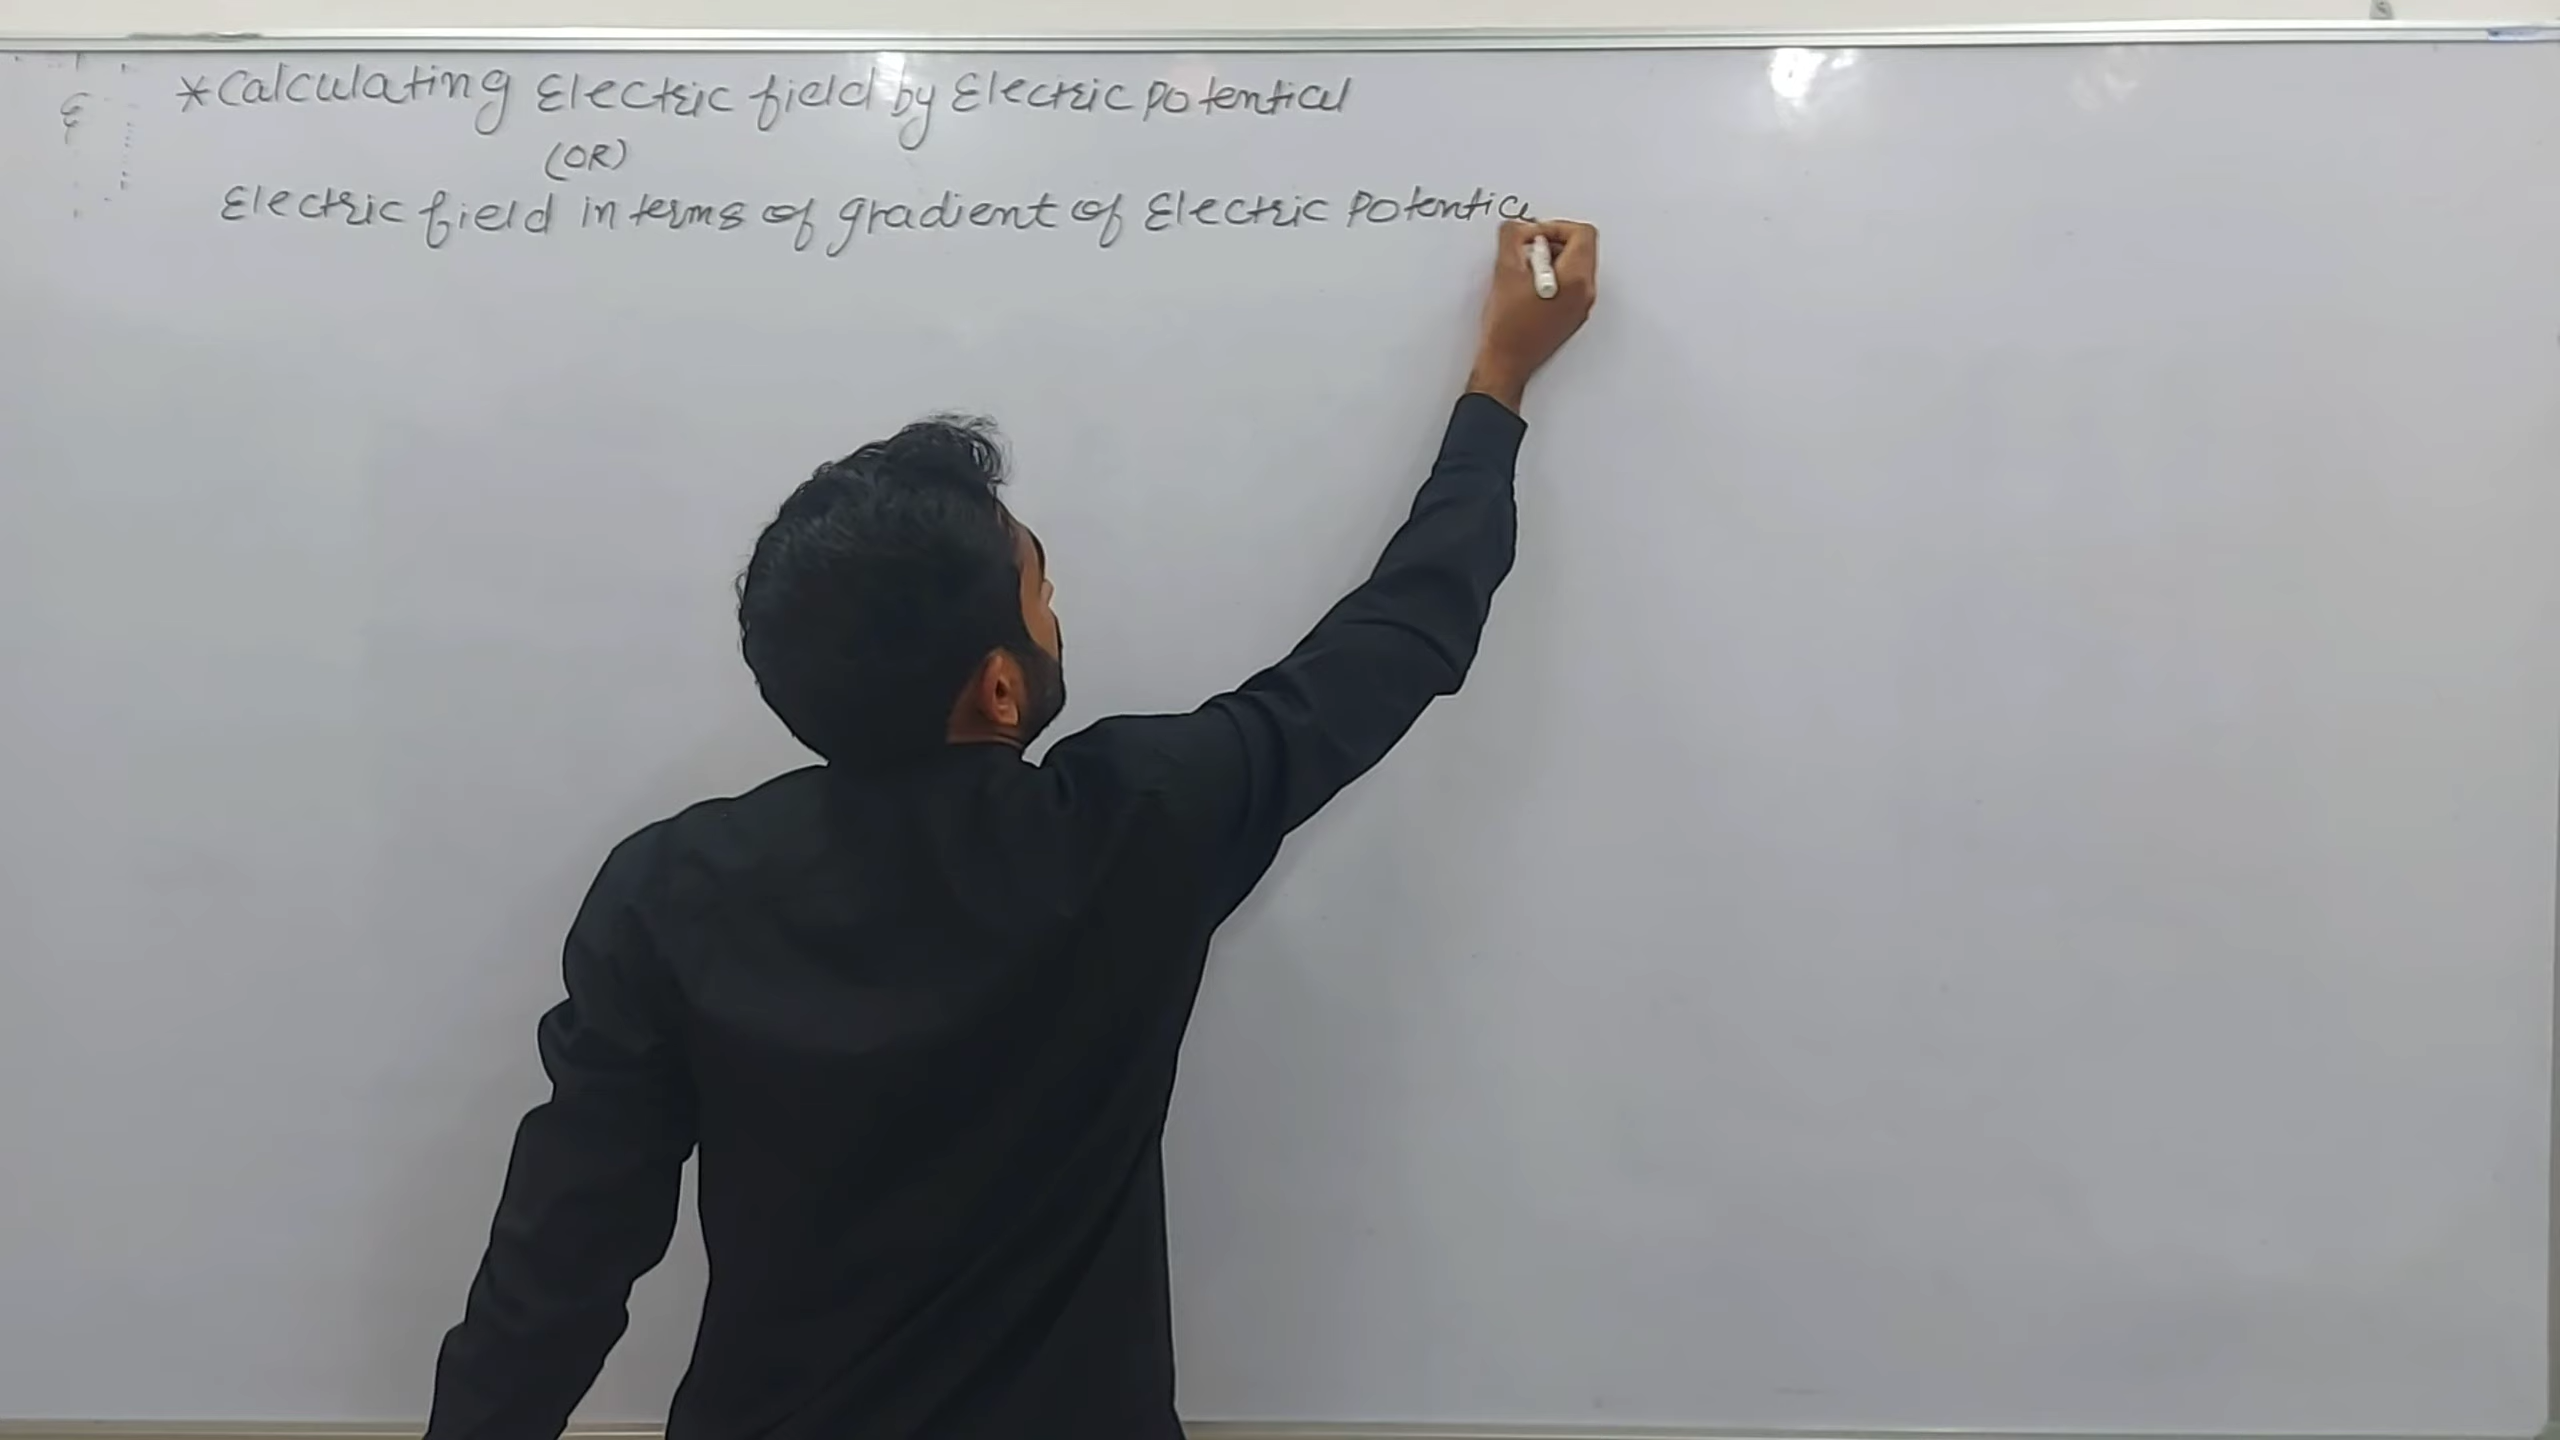 *Calculating Electric field by Electric potential
(OR)
Electric field in terms of gradient of Electric Potentia